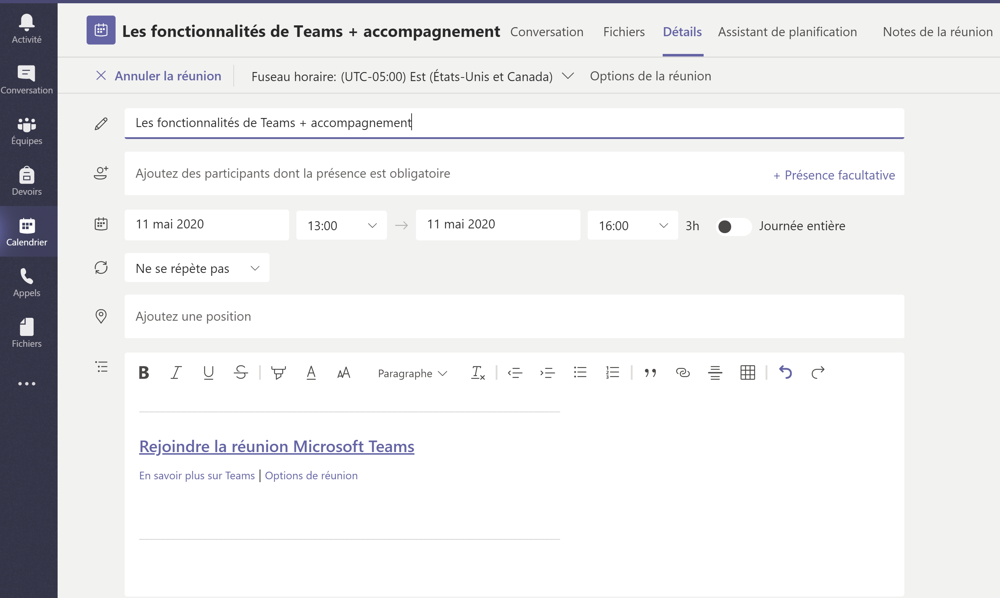 Activité
Conversation
Équipes
Devoirs
Calendrier
Appels
Fichiers
Les fonctionnalités de Teams + accompagnement Conversation Fichiers Détails Assistant de planification Notes de la réunion
Annuler la réunion Fuseau horaire: (UTC-05:00) Est (États-Unis et Canada) Options de la réunion
Les fonctionnalités de Teams + accompagnement
Ajoutez des participants dont la présence est obligatoire + Présence facultative
11 mai 2020 13:00 → 11 mai 2020 16:00 3h Journée entière
Ne se répète pas
Ajoutez une position
Paragraphe
Rejoindre la réunion Microsoft Teams
En savoir plus sur Teams | Options de réunion